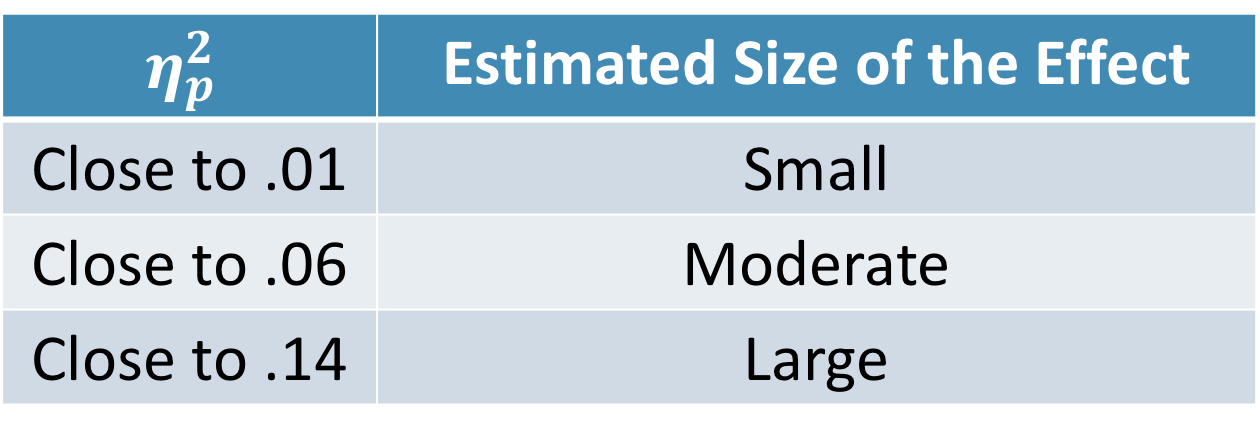 η²ₚ Estimated Size of the Effect
Close to .01 Small
Close to .06 Moderate
Close to .14 Large